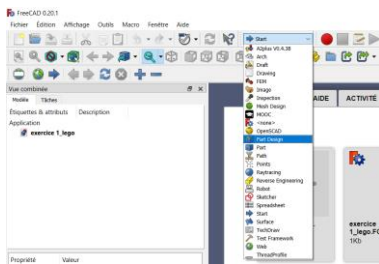 FreeCAD 0.20.1
Fichier Édition Affichage Outils Macro Fenêtre Aide
Start
Start
A2plus V0.4.38
Arch
Draft
Drawing
FEM
Image
Inspection
Mesh Design
MOOC
<none>
OpenSCAD
Part Design
Part
Path
Points
Raytracing
Reverse Engineering
Robot
Sketcher
Spreadsheet
Start
Surface
TechDraw
Test Framework
Web
ThreadProfile
Vue combinée
Modèle Tâches
Étiquettes & attributs Description
Application
exercice 1_lego
Propriété Valeur
AIDE ACTIVITÉ
exercice
1_lego.FC
1Kb